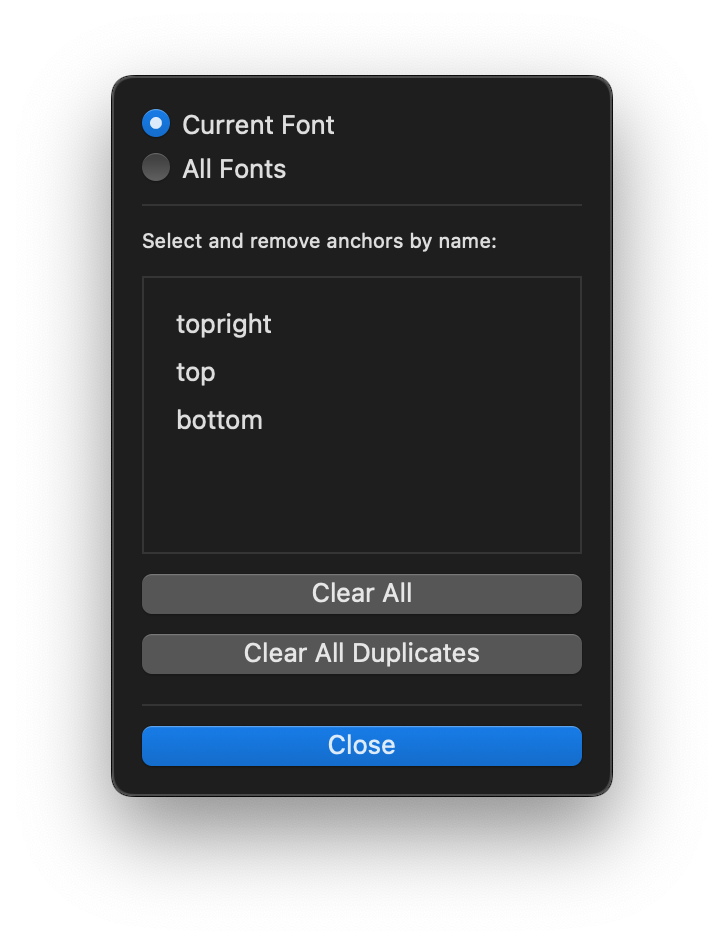 Current Font
All Fonts
Select and remove anchors by name:
topright
top
bottom
Clear All
Clear All Duplicates
Close